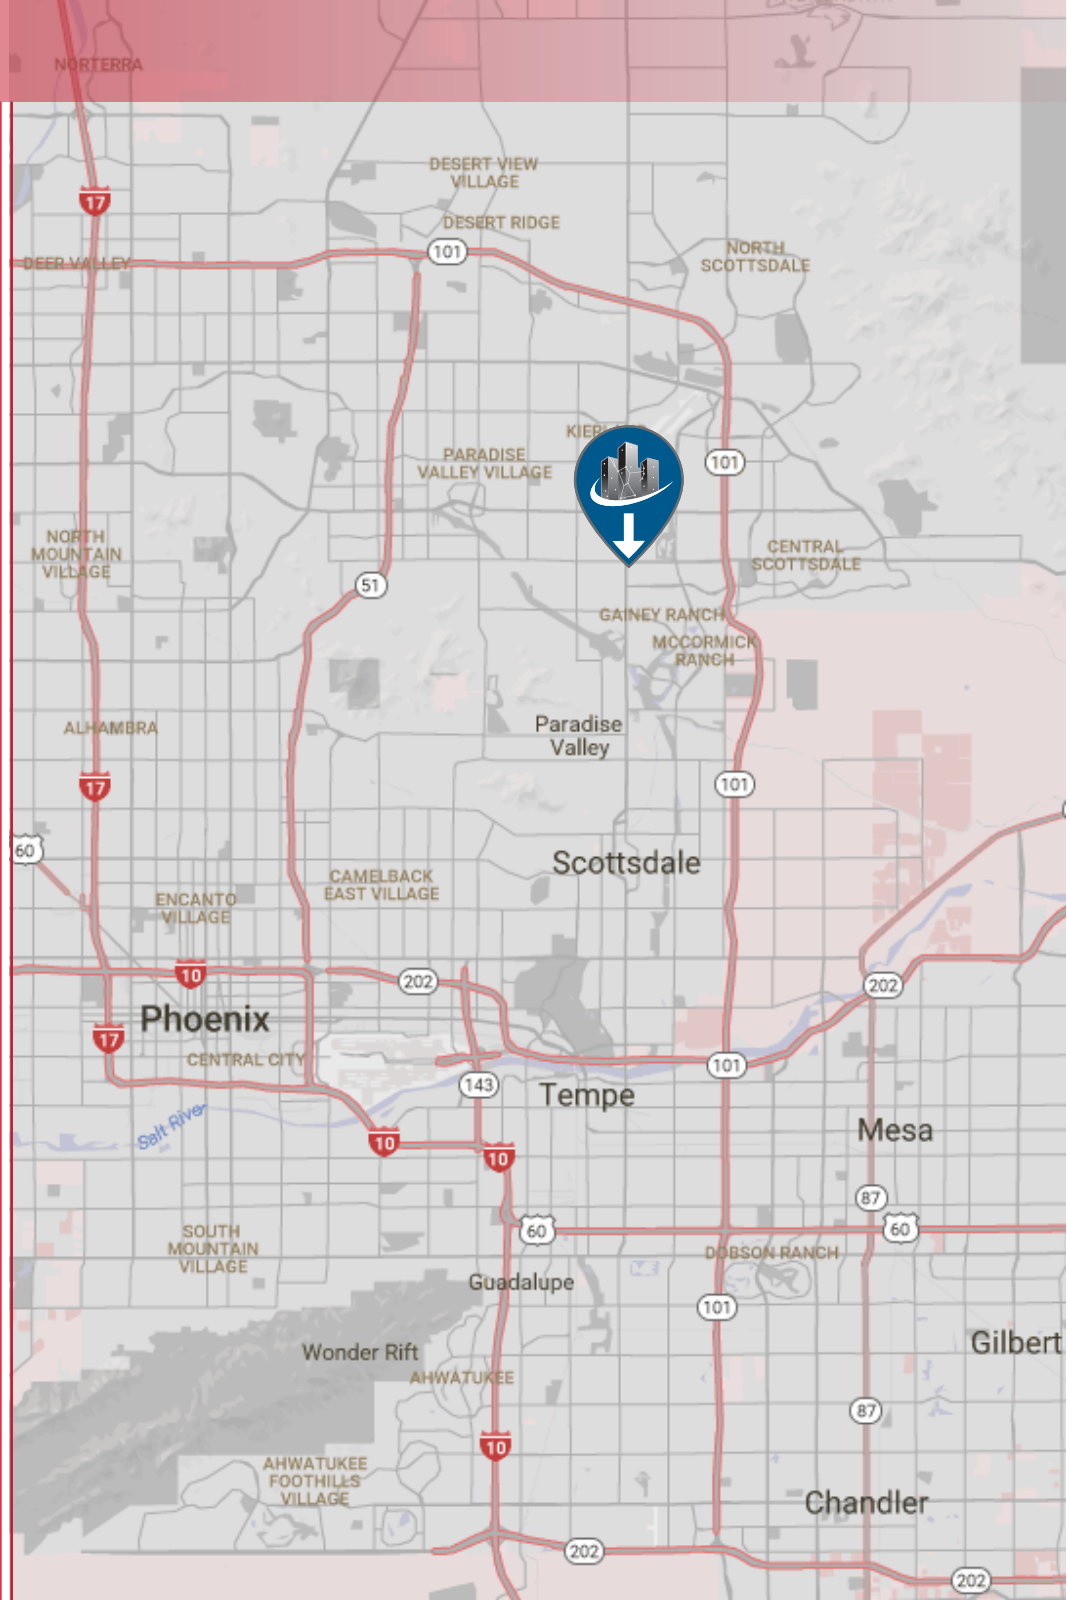 NORTERRA
DESERT VIEW
VILLAGE
17
DESERT RIDGE
101
NORTH
SCOTTSDALE
DEER VALLEY
PARADISE
VALLEY VILLAGE
101
NORTH
MOUNTAIN
VILLAGE
CENTRAL
SCOTTSDALE
51
GAINEY RANCH
MCCORMICK
RANCH
ALHAMBRA
Paradise
Valley
17
101
60
Scottsdale
CAMELBACK
EAST VILLAGE
ENCANTO
VILLAGE
10
202
202
Phoenix
17
CENTRAL CITY
101
143
Tempe
Salt River
Mesa
10
10
87
60
60
SOUTH
MOUNTAIN
VILLAGE
DOBSON RANCH
Guadalupe
101
Gilbert
Wonder Rift
AHWATUKEE
87
10
AHWATUKEE
FOOTHILLS
VILLAGE
Chandler
202
202